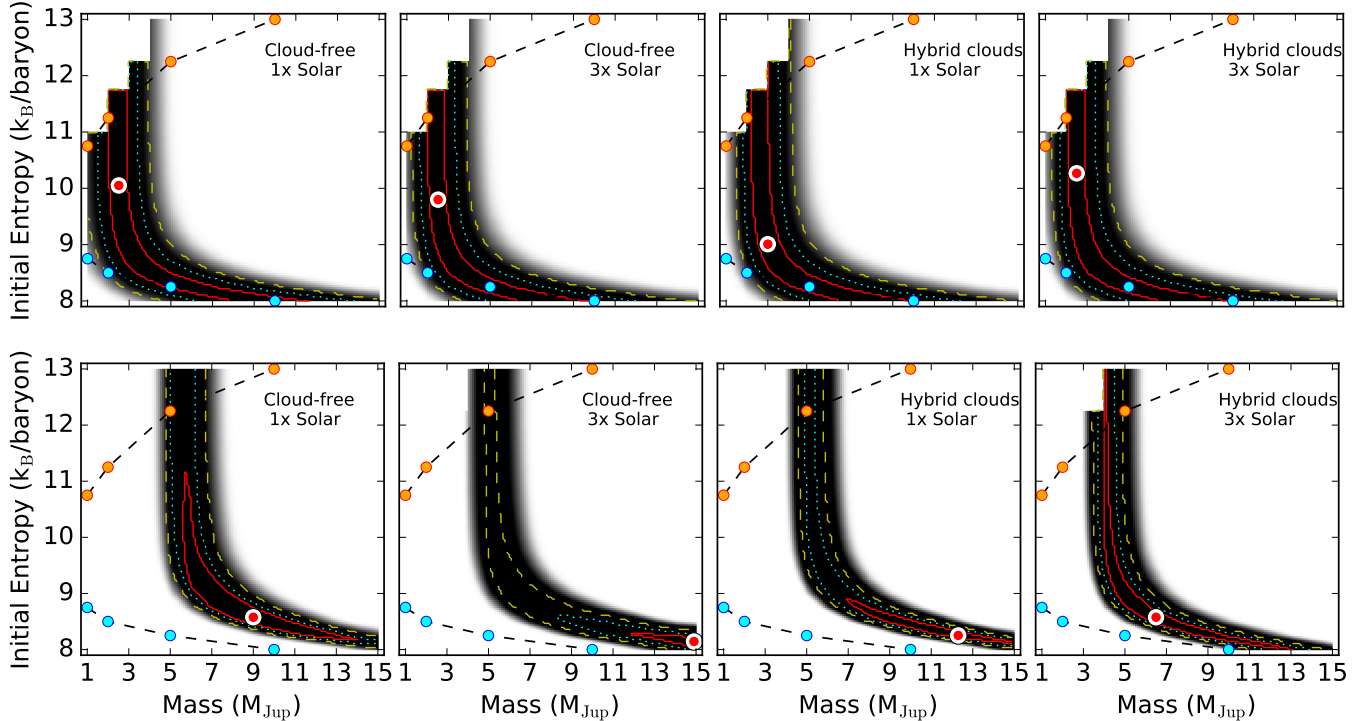 13
12
11
10
9
8
Initial Entropy (k_B/baryon)
Cloud-free
1x Solar
Cloud-free
3x Solar
Hybrid clouds
1x Solar
Hybrid clouds
3x Solar
13
12
11
10
9
8
Initial Entropy (k_B/baryon)
Cloud-free
1x Solar
Cloud-free
3x Solar
Hybrid clouds
1x Solar
Hybrid clouds
3x Solar
1 3 5 7 9 11 13 15
1 3 5 7 9 11 13 15
1 3 5 7 9 11 13 15
1 3 5 7 9 11 13 15
Mass (M_Jup)
Mass (M_Jup)
Mass (M_Jup)
Mass (M_Jup)